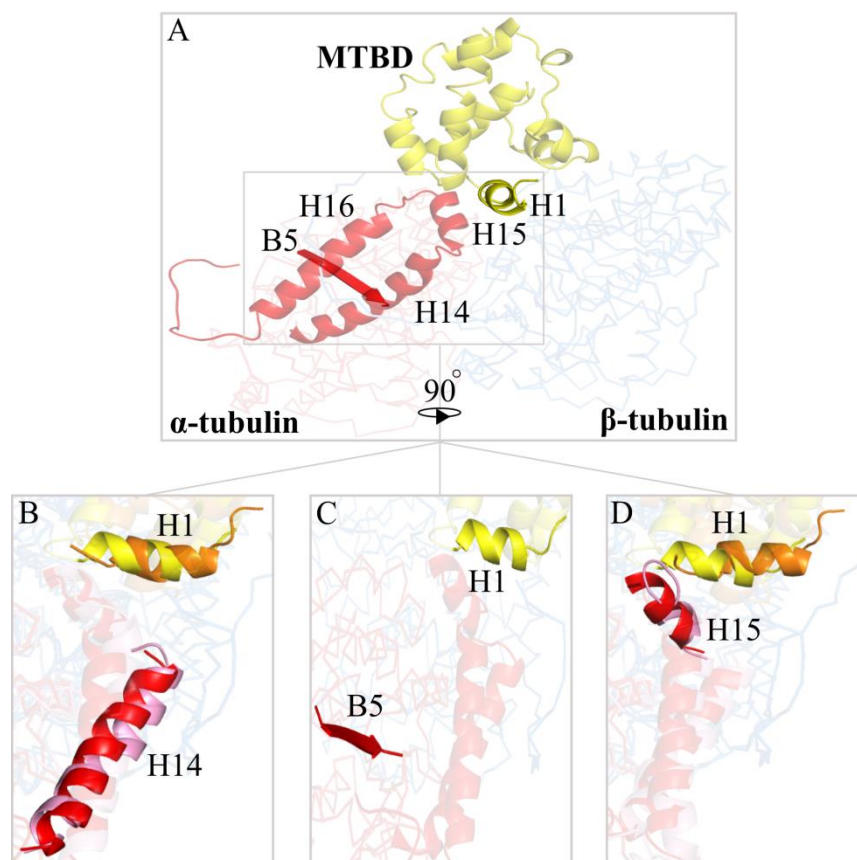 A
MTBD
H16
H1
B5
H15
H14
90°
α-tubulin
β-tubulin
B
H1
H14
C
H1
B5
D
H1
H15